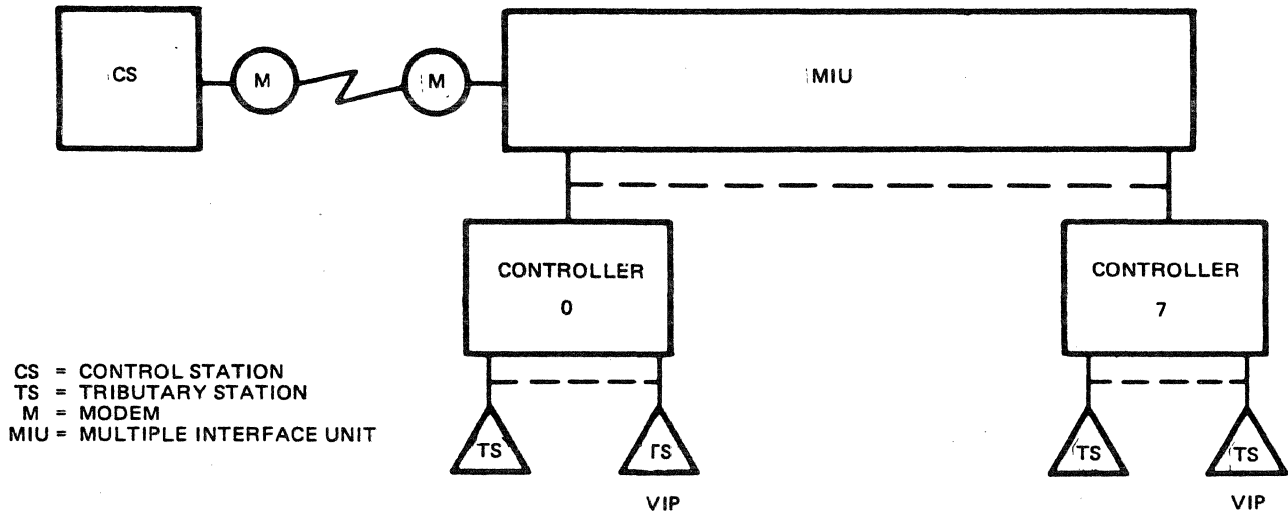 CS
M
M
MIU
CONTROLLER
0
CONTROLLER
7
CS = CONTROL STATION
TS = TRIBUTARY STATION
M = MODEM
MIU = MULTIPLE INTERFACE UNIT
TS
TS
TS
TS
VIP
VIP